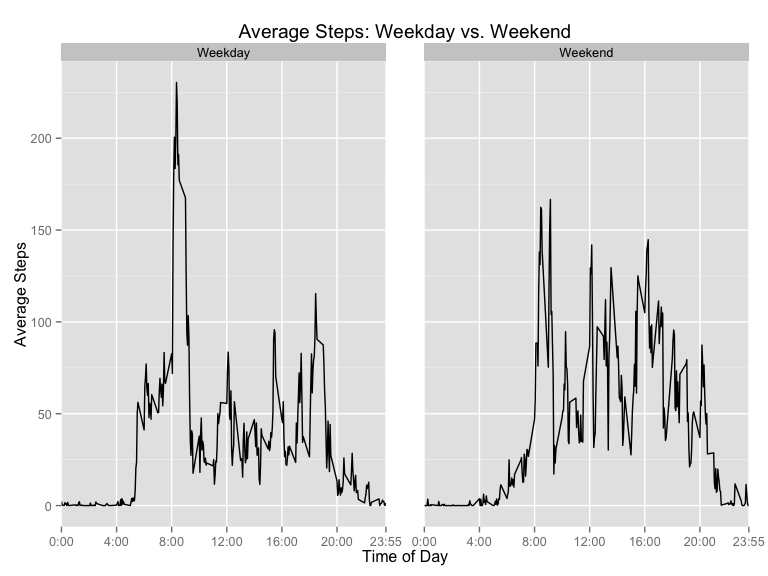 Average Steps: Weekday vs. Weekend
Weekday Weekend
200
150
100
50
0
0:00 4:00 8:00 12:00 16:00 20:00 23:55 0:00 4:00 8:00 12:00 16:00 20:00 23:55
Time of Day
Average Steps